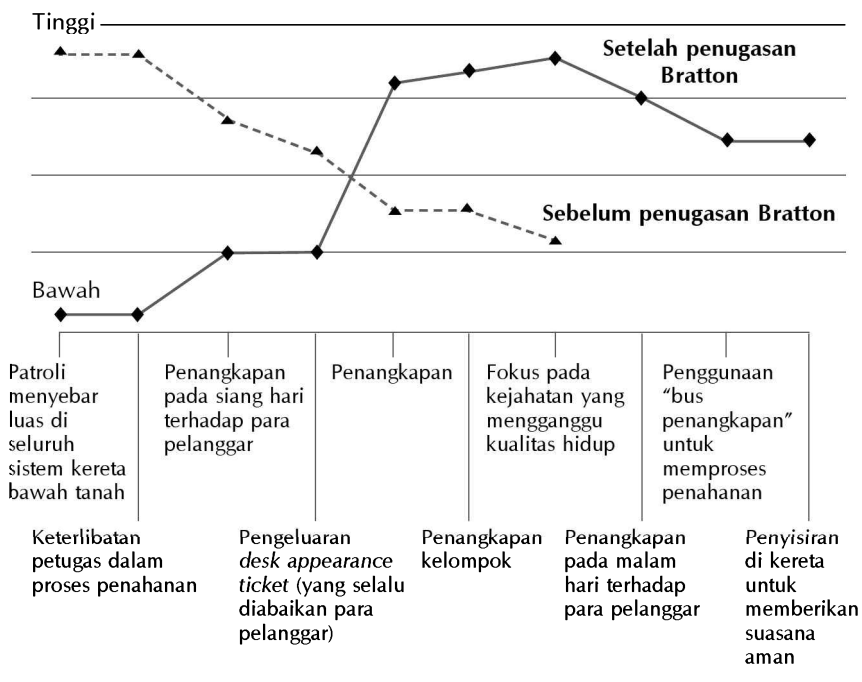 Tinggi
Setelah penugasan
Bratton
Sebelum penugasan Bratton
Bawah
Patroli
menyebar
luas di
seluruh
sistem kereta
bawah tanah
Keterlibatan
petugas dalam
proses penahanan
Penangkapan
pada siang hari
terhadap para
pelanggar
Pengeluaran
desk appearance
ticket (yang selalu
diabaikan para
pelanggar)
Penangkapan
Penangkapan
kelompok
Fokus pada
kejahatan yang
mengganggu
kualitas hidup
Penangkapan
pada malam
hari terhadap
para pelanggar
Penggunaan
“bus
penangkapan”
untuk
memproses
penahanan
Penyisiran
di kereta
untuk
memberikan
suasana
aman